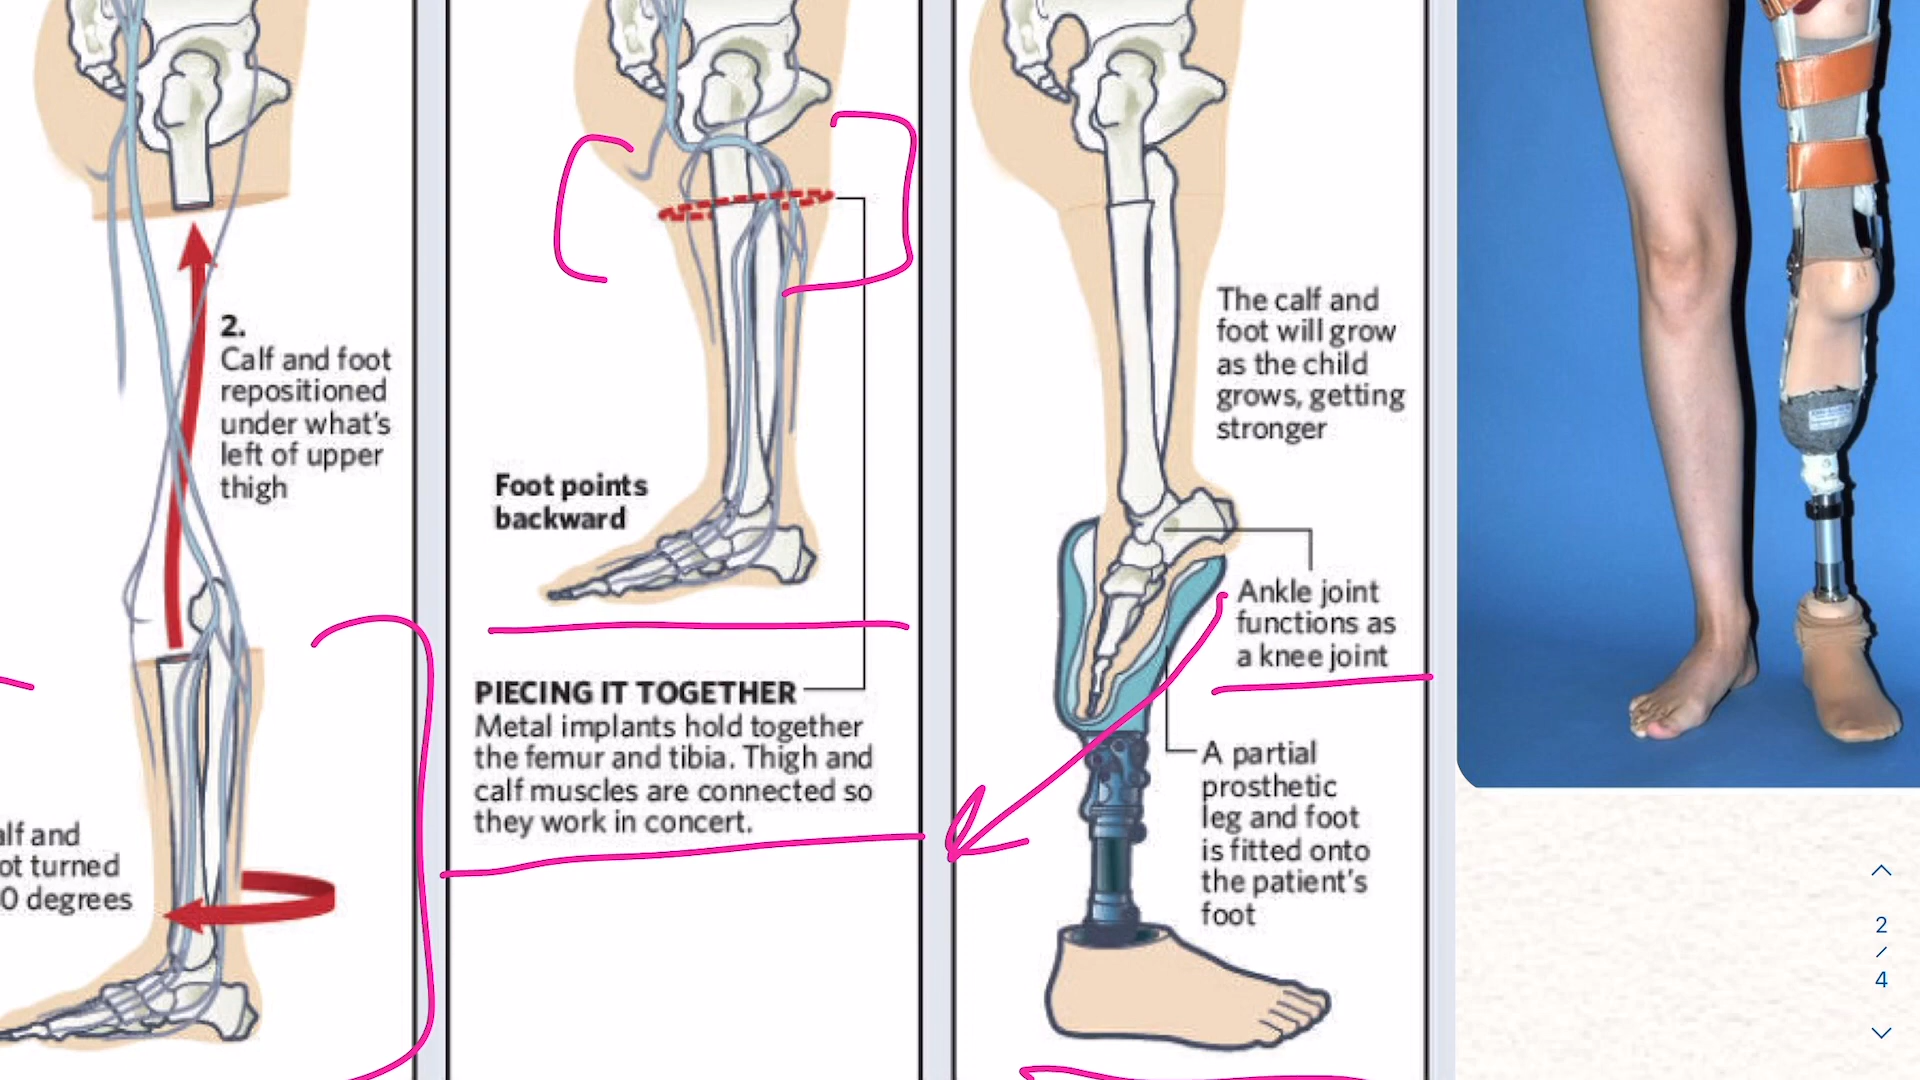 2.
Calf and foot
repositioned
under what's
left of upper
thigh
alf and
ot turned
0 degrees
Foot points
backward
PIECING IT TOGETHER
Metal implants hold together
the femur and tibia. Thigh and
calf muscles are connected so
they work in concert.
The calf and
foot will grow
as the child
grows, getting
stronger
Ankle joint
functions as
a knee joint
A partial
prosthetic
leg and foot
is fitted onto
the patient's
foot
2
/
4